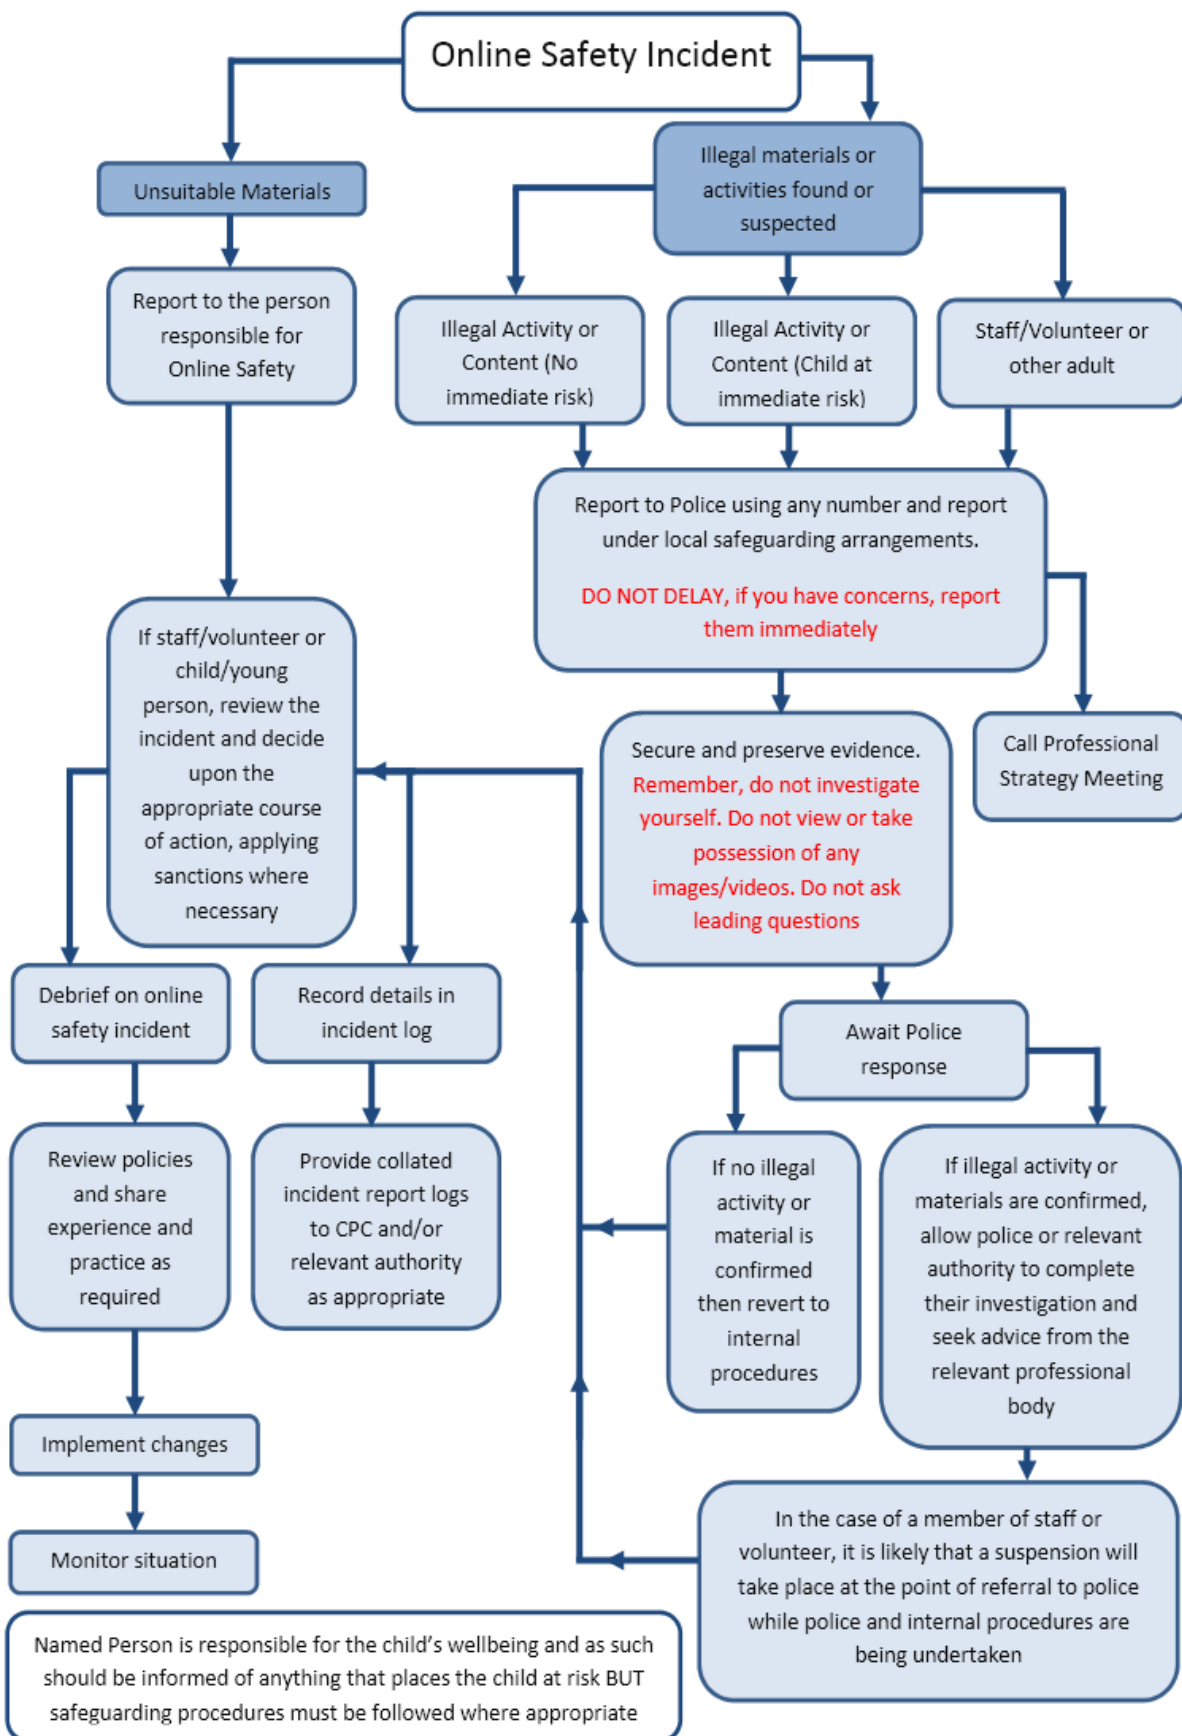 Online Safety Incident
Unsuitable Materials
Illegal materials or
activities found or
suspected
Report to the person
responsible for
Online Safety
Illegal Activity or
Content (No
immediate risk)
Illegal Activity or
Content (Child at
immediate risk)
Staff/Volunteer or
other adult
Report to Police using any number and report
under local safeguarding arrangements.
DO NOT DELAY, if you have concerns, report
them immediately
If staff/volunteer or
child/young
person, review the
incident and decide
upon the
appropriate course
of action, applying
sanctions where
necessary
Secure and preserve evidence.
Remember, do not investigate
yourself. Do not view or take
possession of any
images/videos. Do not ask
leading questions
Call Professional
Strategy Meeting
Debrief on online
safety incident
Record details in
incident log
Await Police
response
Review policies
and share
experience and
practice as
required
Provide collated
incident report logs
to CPC and/or
relevant authority
as appropriate
If no illegal
activity or
material is
confirmed
then revert to
internal
procedures
If illegal activity or
materials are confirmed,
allow police or relevant
authority to complete
their investigation and
seek advice from the
relevant professional
body
Implement changes
Monitor situation
In the case of a member of staff or
volunteer, it is likely that a suspension will
take place at the point of referral to police
while police and internal procedures are
being undertaken
Named Person is responsible for the child’s wellbeing and as such
should be informed of anything that places the child at risk BUT
safeguarding procedures must be followed where appropriate